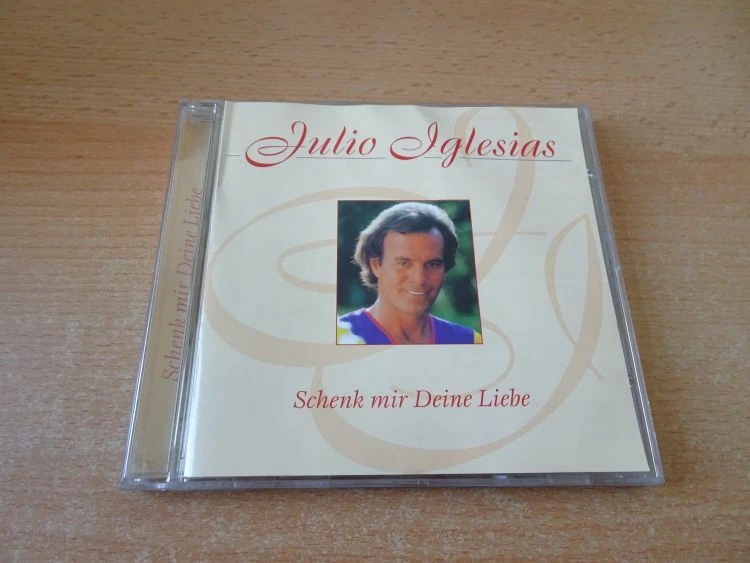 Julio Iglesias
Schenk mir Deine Liebe
Schenk mir Deine Liebe